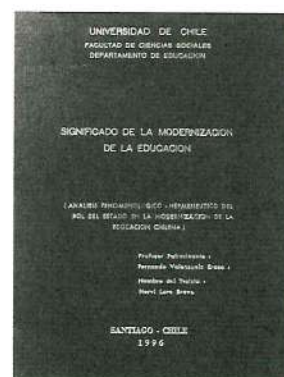 UNIVERSIDAD DE CHILE
FACULTAD DE CIENCIAS SOCIALES
DEPARTAMENTO DE EDUCACION
SIGNIFICADO DE LA MODERNIZACION
DE LA EDUCACION
( ANALISIS FENOMENOLOGICO - HERMENEUTICO DEL
ROL DEL ESTADO EN LA MODERNIZACION DE LA
EDUCACION CHILENA )
Profesor Patrocinante :
Fernando Valenzuela Erazo :
Nombre del Tesista :
Nervi Lara Bravo
SANTIAGO - CHILE
1996